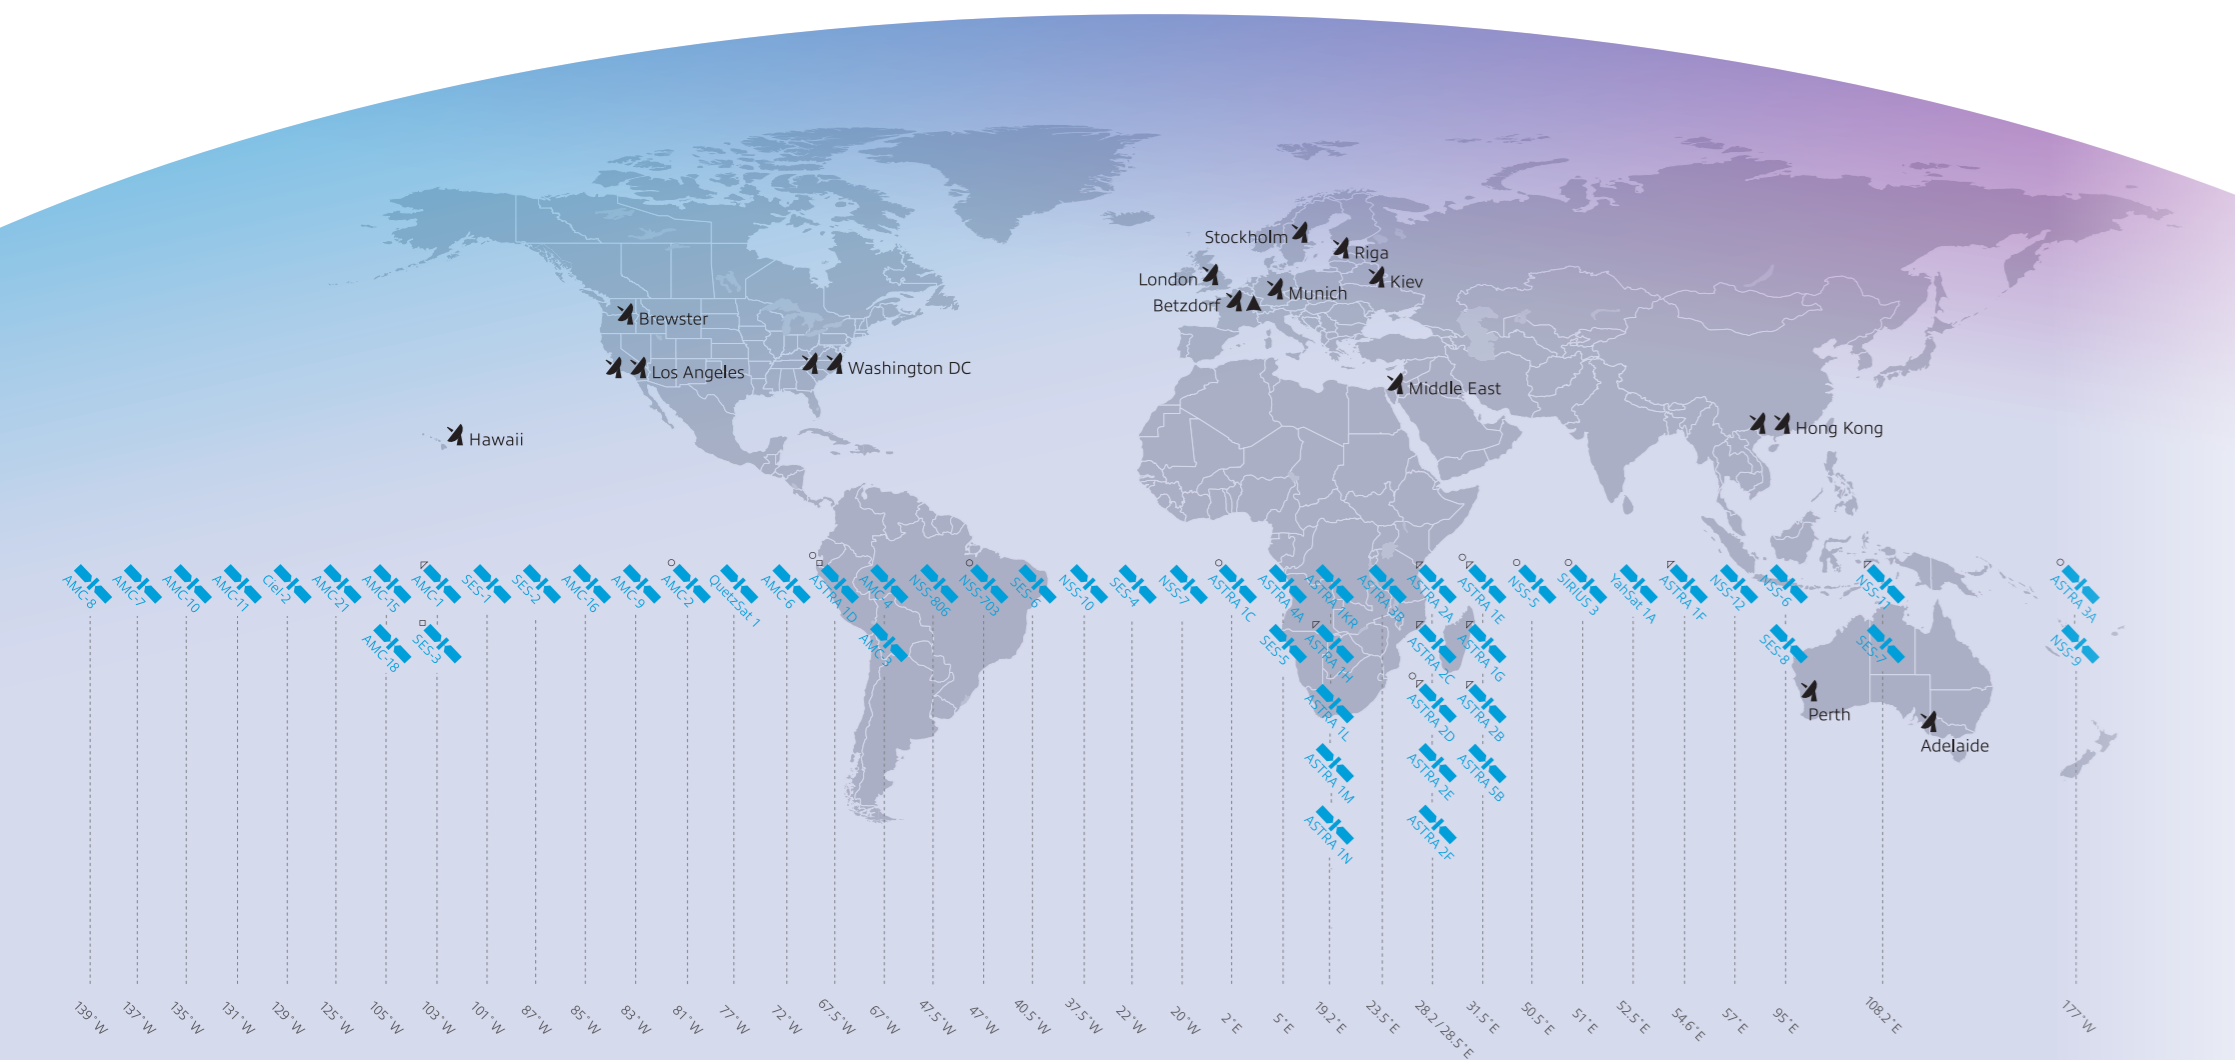 Stockholm
Riga
London
Kiev
Munich
Betzdorf
Brewster
Los Angeles
Washington DC
Middle East
Hawaii
Hong Kong
AMC-8
AMC-7
AMC-10
AMC-11
Ciel-2
AMC-21
AMC-15
AMC-1
SES-1
SES-2
AMC-16
AMC-9
AMC-2
QuetzSat 1
AMC-6
ASTRA 1D
AMC-4
NSS-806
NSS-703
SES-6
NSS-10
SES-4
NSS-7
ASTRA 1C
ASTRA 4A
ASTRA 1KR
ASTRA 3B
ASTRA 2A
ASTRA 1E
NSS-5
SIRIUS 3
YahSat 1A
ASTRA 1F
NSS-12
NSS-6
NSS-11
ASTRA 3A
AMC-18
SES-3
AMC-3
SES-5
ASTRA 1H
ASTRA 2C
ASTRA 1G
SES-8
SES-7
NSS-9
ASTRA 1L
ASTRA 2D
ASTRA 2B
Perth
Adelaide
ASTRA 1M
ASTRA 2E
ASTRA 5B
ASTRA 1N
ASTRA 2F
139°W
137°W
135°W
131°W
129°W
125°W
105°W
103°W
101°W
87°W
85°W
83°W
81°W
77°W
72°W
67.5°W
67°W
47.5°W
47°W
40.5°W
37.5°W
22°W
20°W
2°E
5°E
19.2°E
23.5°E
28.2 / 28.5°E
31.5°E
50.5°E
51°E
52.5°E
54.6°E
57°E
95°E
108.2°E
177°W